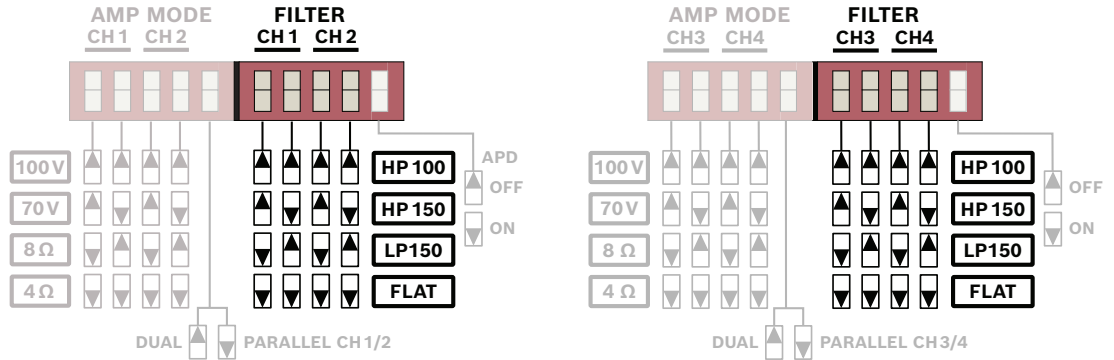 AMP MODE FILTER
CH 1 CH 2 CH 1 CH 2
100 V HP 100 APD
OFF
70 V HP 150
ON
8 Ω LP150
4 Ω FLAT
DUAL PARALLEL CH 1/2
AMP MODE FILTER
CH3 CH4 CH3 CH4
100 V HP 100
OFF
70 V HP 150
ON
8 Ω LP150
4 Ω FLAT
DUAL PARALLEL CH 3/4